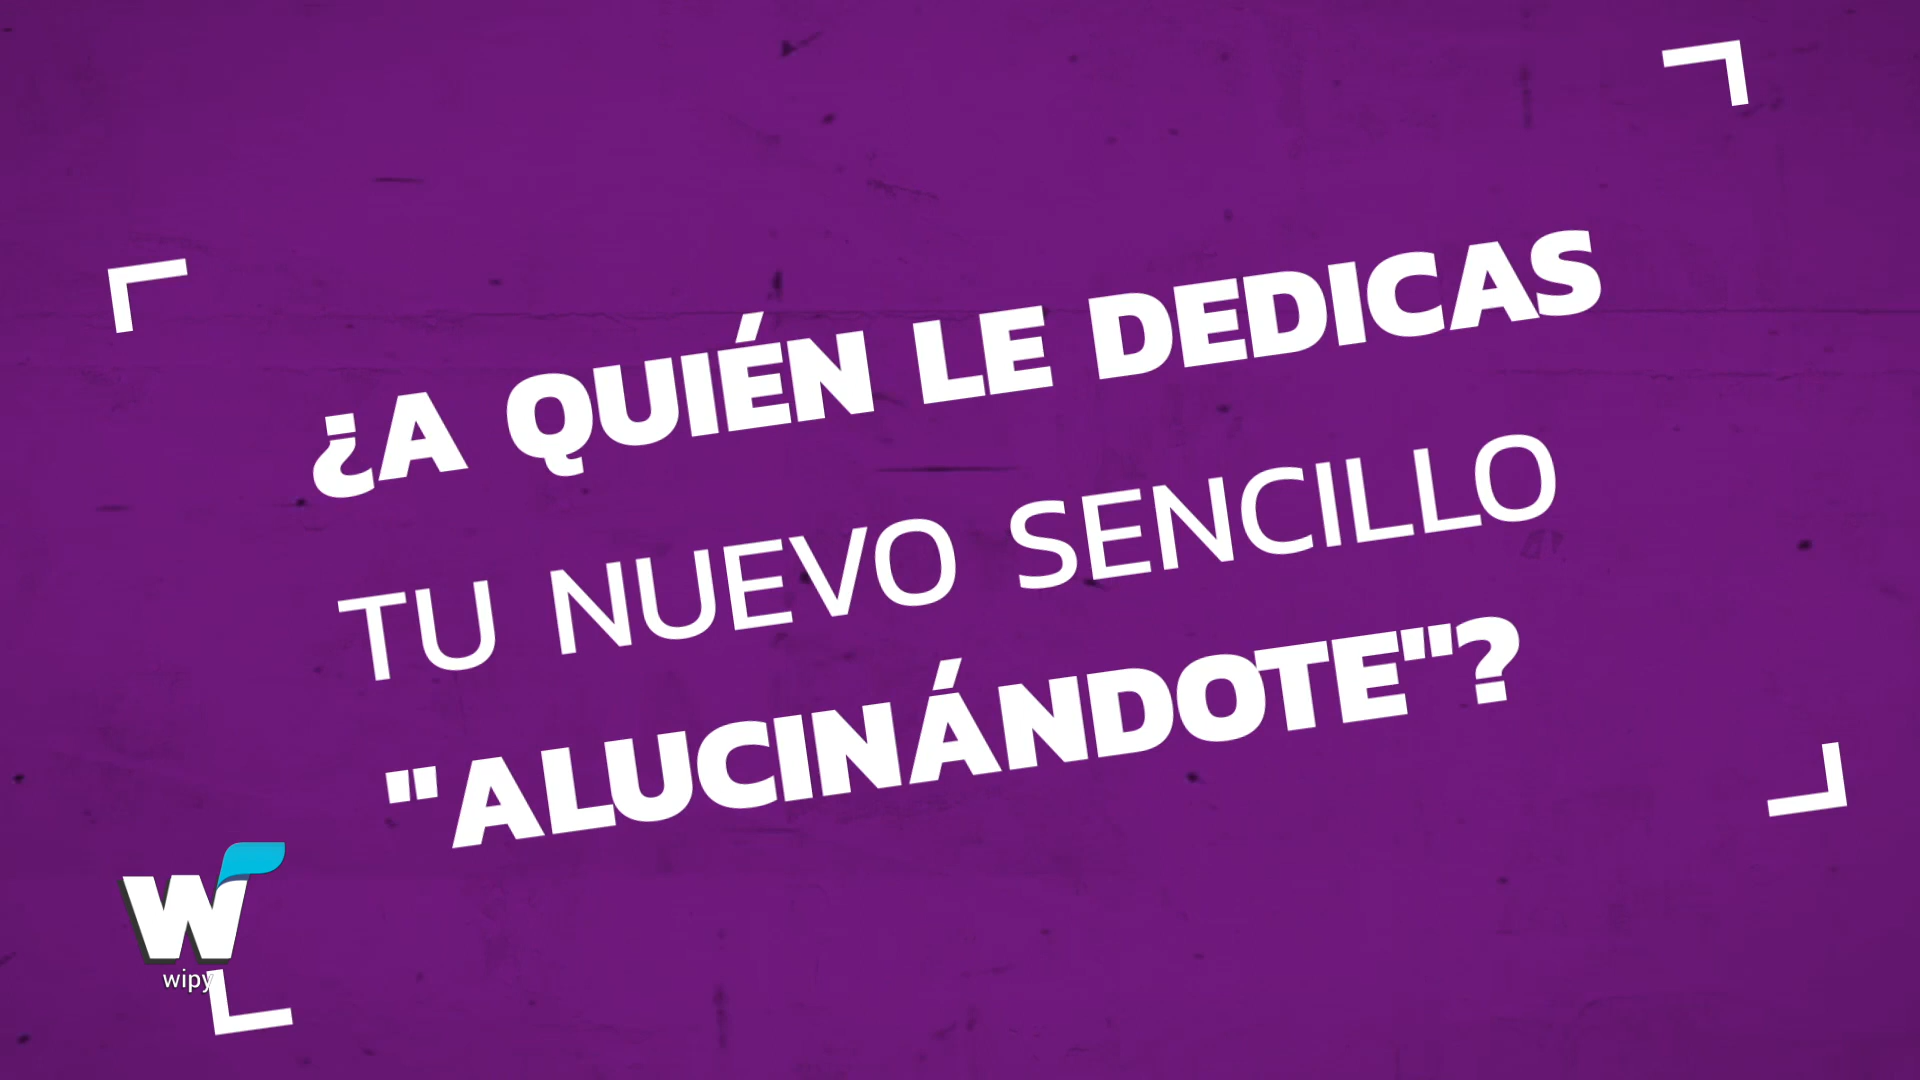 ¿A QUIÉN LE DEDICAS
TU NUEVO SENCILLO
"ALUCINÁNDOTE"?
W
wipy